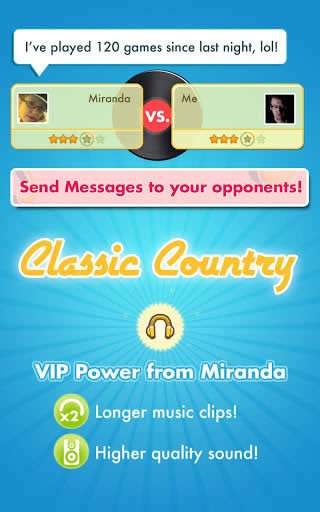 I've played 120 games since last night, lol!
Miranda
VS.
Me
Send Messages to your opponents!
Classic Country
VIP Power from Miranda
x2
Longer music clips!
Higher quality sound!